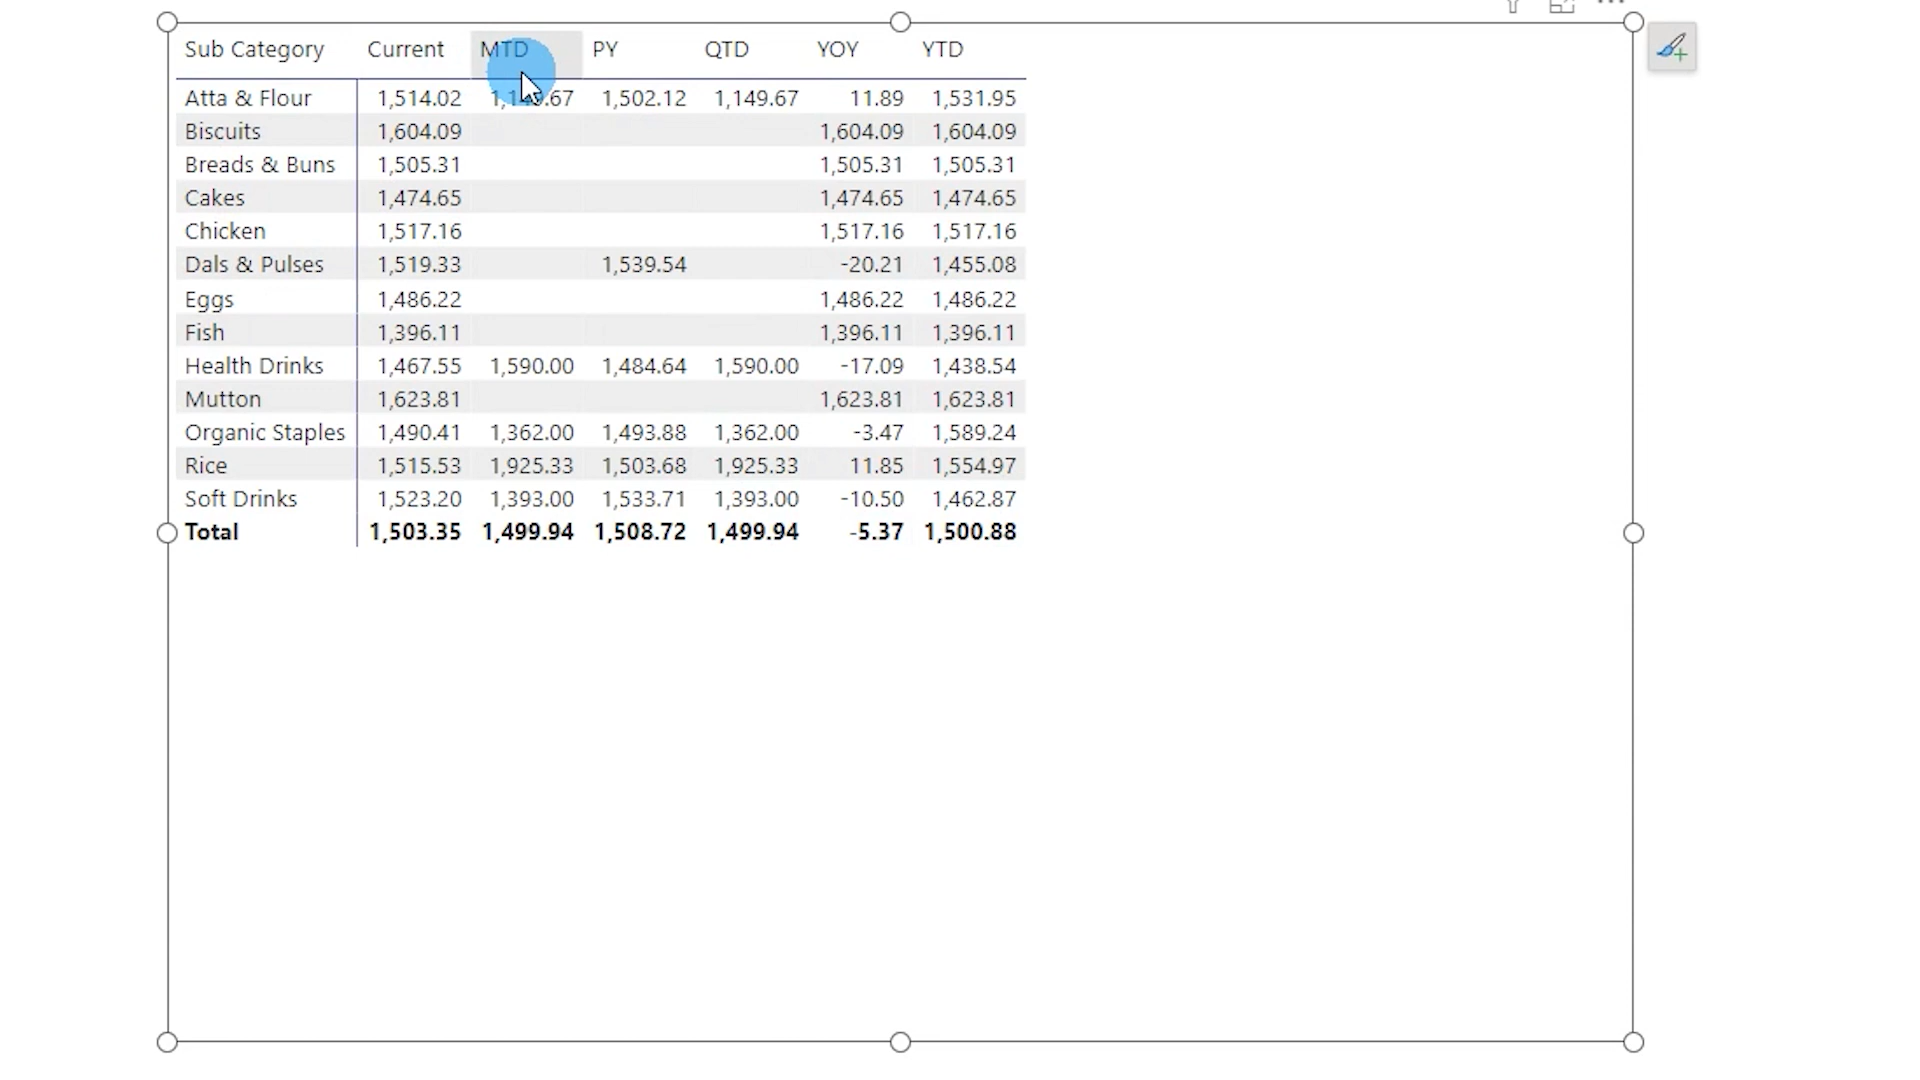 Sub Category Current MTD PY QTD YOY YTD
Atta & Flour 1,514.02 1,149.67 1,502.12 1,149.67 11.89 1,531.95
Biscuits 1,604.09 1,604.09 1,604.09
Breads & Buns 1,505.31 1,505.31 1,505.31
Cakes 1,474.65 1,474.65 1,474.65
Chicken 1,517.16 1,517.16 1,517.16
Dals & Pulses 1,519.33 1,539.54 -20.21 1,455.08
Eggs 1,486.22 1,486.22 1,486.22
Fish 1,396.11 1,396.11 1,396.11
Health Drinks 1,467.55 1,590.00 1,484.64 1,590.00 -17.09 1,438.54
Mutton 1,623.81 1,623.81 1,623.81
Organic Staples 1,490.41 1,362.00 1,493.88 1,362.00 -3.47 1,589.24
Rice 1,515.53 1,925.33 1,503.68 1,925.33 11.85 1,554.97
Soft Drinks 1,523.20 1,393.00 1,533.71 1,393.00 -10.50 1,462.87
Total 1,503.35 1,499.94 1,508.72 1,499.94 -5.37 1,500.88